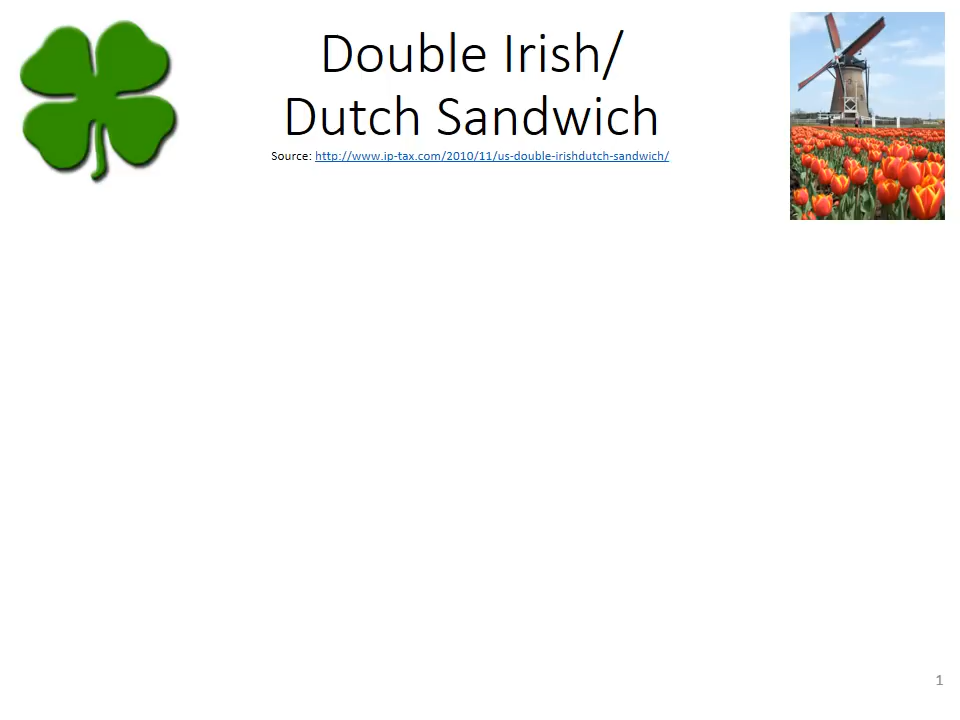 Double Irish/
Dutch Sandwich
Source: http://www.ip-tax.com/2010/11/us-double-irishdutch-sandwich/
1